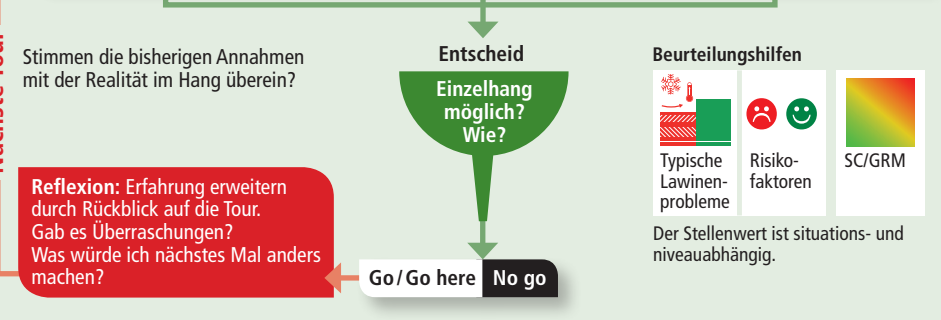 Nächste Tour
Stimmen die bisherigen Annahmen
mit der Realität im Hang überein?
Entscheid
Einzelhang
möglich?
Wie?
Reflexion: Erfahrung erweitern
durch Rückblick auf die Tour.
Gab es Überraschungen?
Was würde ich nächstes Mal anders
machen?
Go/Go here No go
Beurteilungshilfen
Typische
Lawinen-
probleme
Risiko-
faktoren
SC/GRM
Der Stellenwert ist situations- und
niveauabhängig.